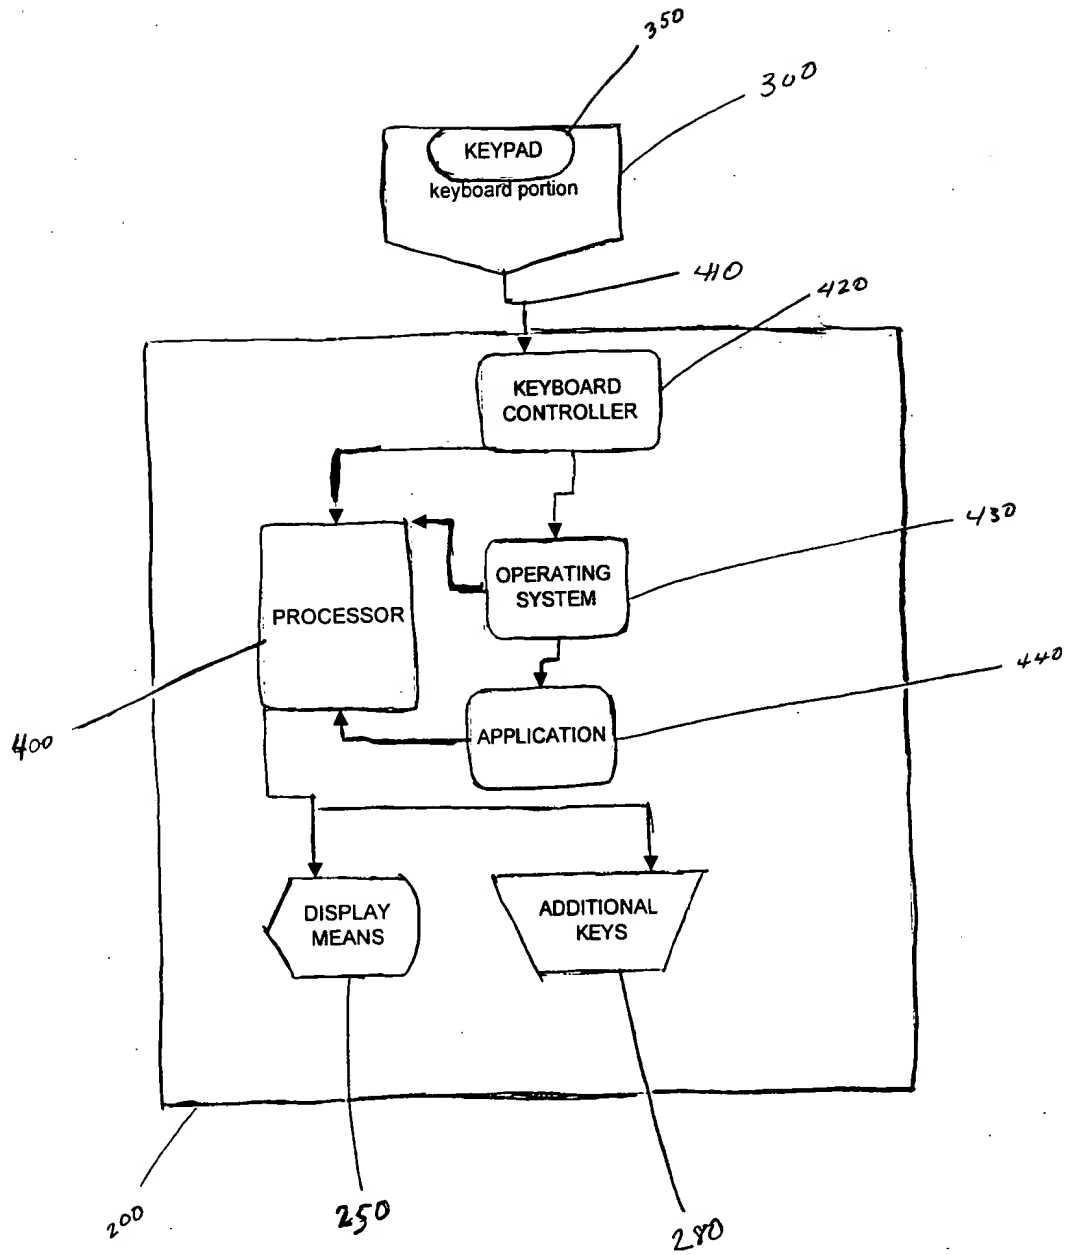 350
300
KEYPAD
keyboard portion
410
420
KEYBOARD
CONTROLLER
430
OPERATING
SYSTEM
PROCESSOR
440
400
APPLICATION
DISPLAY
MEANS
ADDITIONAL
KEYS
200
250
280